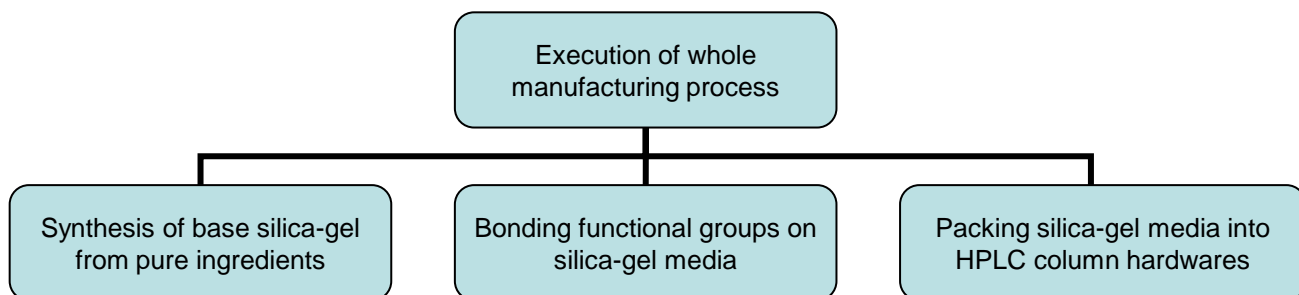 Execution of whole
manufacturing process
Synthesis of base silica-gel
from pure ingredients
Bonding functional groups on
silica-gel media
Packing silica-gel media into
HPLC column hardwares